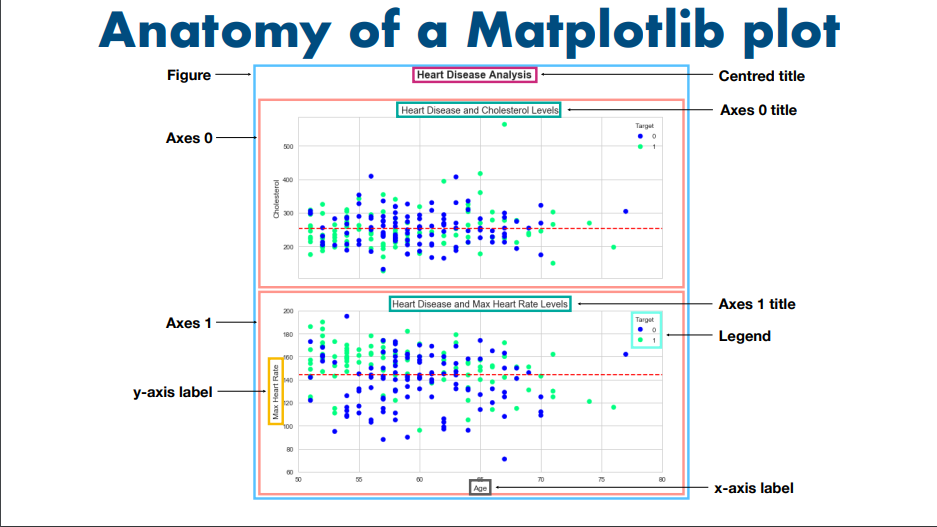 Anatomy of a Matplotlib plot
Figure
Heart Disease Analysis
Centred title
Heart Disease and Cholesterol Levels
Axes 0 title
Axes 0
Target
0
1
Cholesterol
500
400
300
200
Heart Disease and Max Heart Rate Levels
Axes 1 title
Axes 1
Target
0
1
Legend
y-axis label
Max Heart Rate
200
180
160
140
120
100
80
60
50
55
60
65
70
75
80
Age
x-axis label